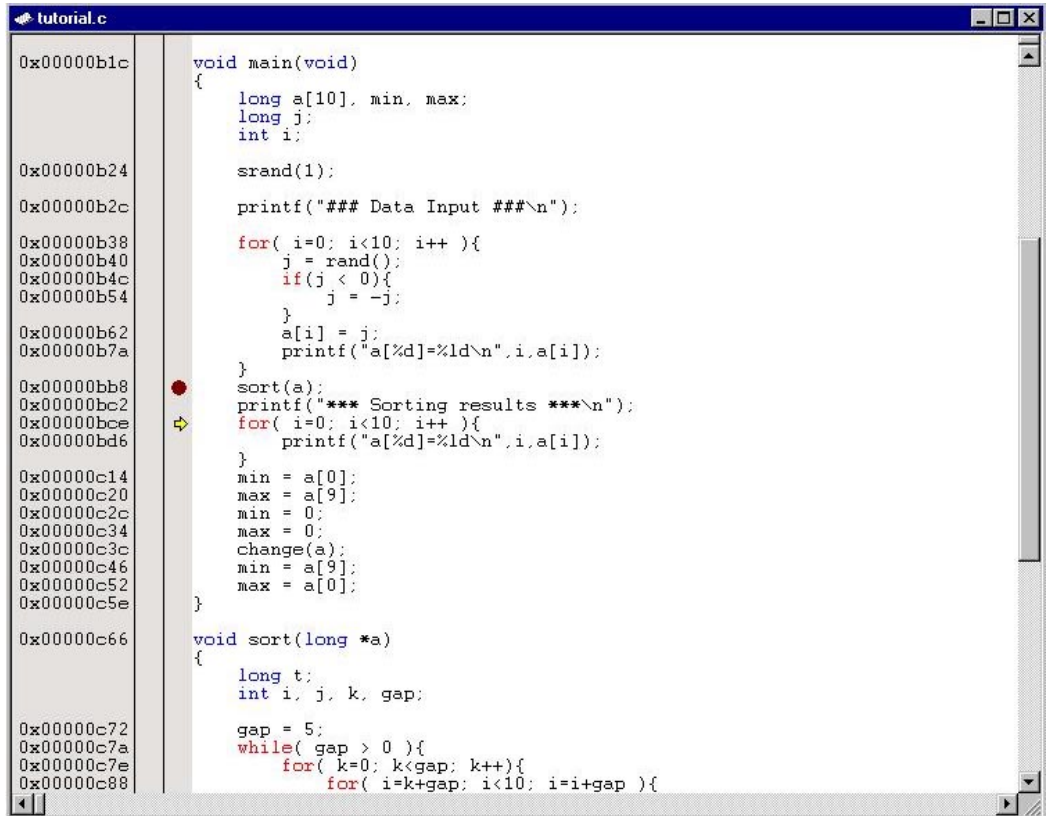 tutorial.c
0x00000b1c void main(void)
{
long a[10], min, max;
long j;
int i;
0x00000b24 srand(1);
0x00000b2c printf("### Data Input ###\n");
0x00000b38 for( i=0; i<10; i++ ){
0x00000b40 j = rand();
0x00000b4c if(j < 0){
0x00000b54 j = -j;
}
0x00000b62 a[i] = j;
0x00000b7a printf("a[%d]=%ld\n",i,a[i]);
}
0x00000bb8 sort(a);
0x00000bc2 printf("*** Sorting results ***\n");
0x00000bce for( i=0; i<10; i++ ){
0x00000bd6 printf("a[%d]=%ld\n",i,a[i]);
}
0x00000c14 min = a[0];
0x00000c20 max = a[9];
0x00000c2c min = 0;
0x00000c34 max = 0;
0x00000c3c change(a);
0x00000c46 min = a[9];
0x00000c52 max = a[0];
0x00000c5e }
0x00000c66 void sort(long *a)
{
long t;
int i, j, k, gap;
0x00000c72 gap = 5;
0x00000c7a while( gap > 0 ){
0x00000c7e for( k=0; k<gap; k++){
0x00000c88 for( i=k+gap; i<10; i=i+gap ){